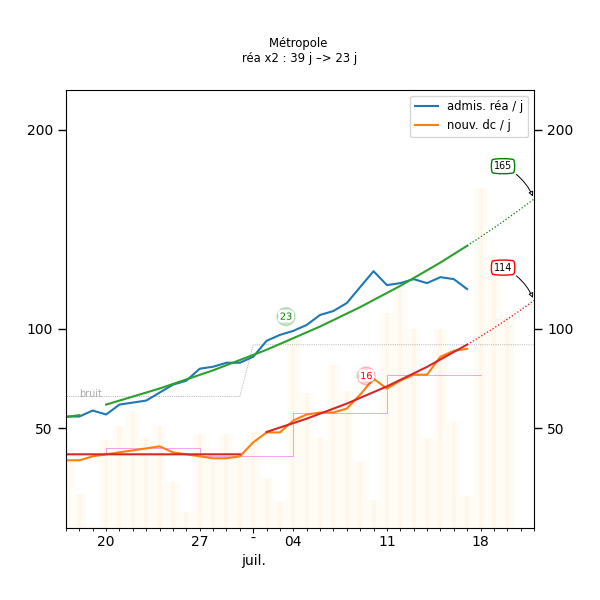 Métropole
réa x2 : 39 j –> 23 j
admis. réa / j
nouv. dc / j
200
200
165
114
100
100
23
16
bruit
50
50
20
27
-
04
11
18
juil.